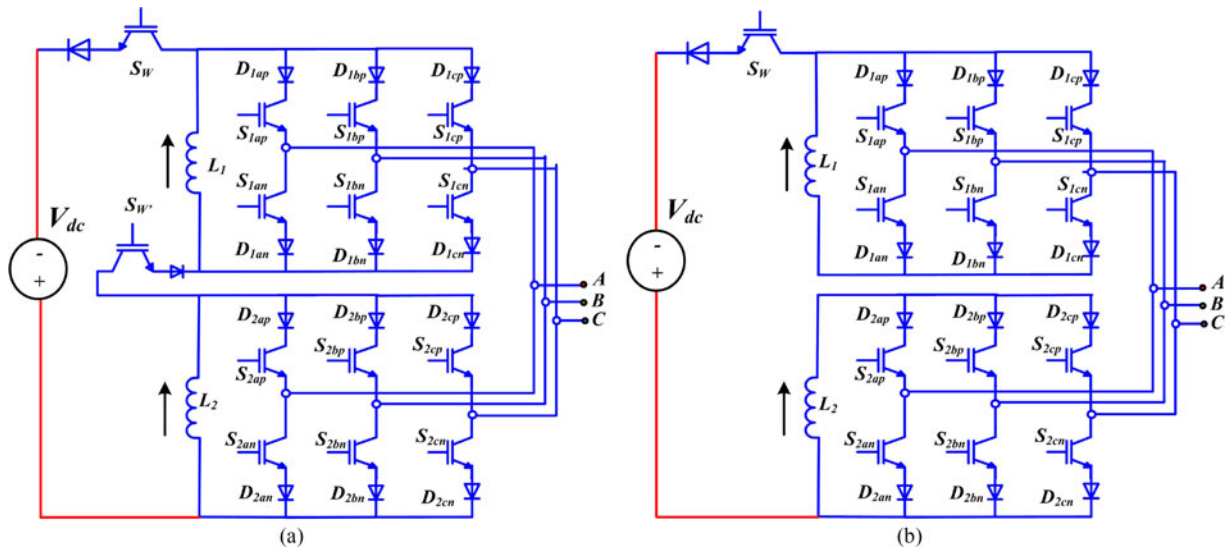 S_W
D_1ap D_1bp D_1cp
S_1ap S_1bp S_1cp
L_1
S_1an S_1bn S_1cn
S_W'
V_dc
-
+
D_1an D_1bn D_1cn
A
B
C
D_2ap D_2bp D_2cp
S_2ap S_2bp S_2cp
L_2
S_2an S_2bn S_2cn
D_2an D_2bn D_2cn
(a)
S_W
D_1ap D_1bp D_1cp
S_1ap S_1bp S_1cp
L_1
S_1an S_1bn S_1cn
V_dc
-
+
D_1an D_1bn D_1cn
A
B
C
D_2ap D_2bp D_2cp
S_2ap S_2bp S_2cp
L_2
S_2an S_2bn S_2cn
D_2an D_2bn D_2cn
(b)